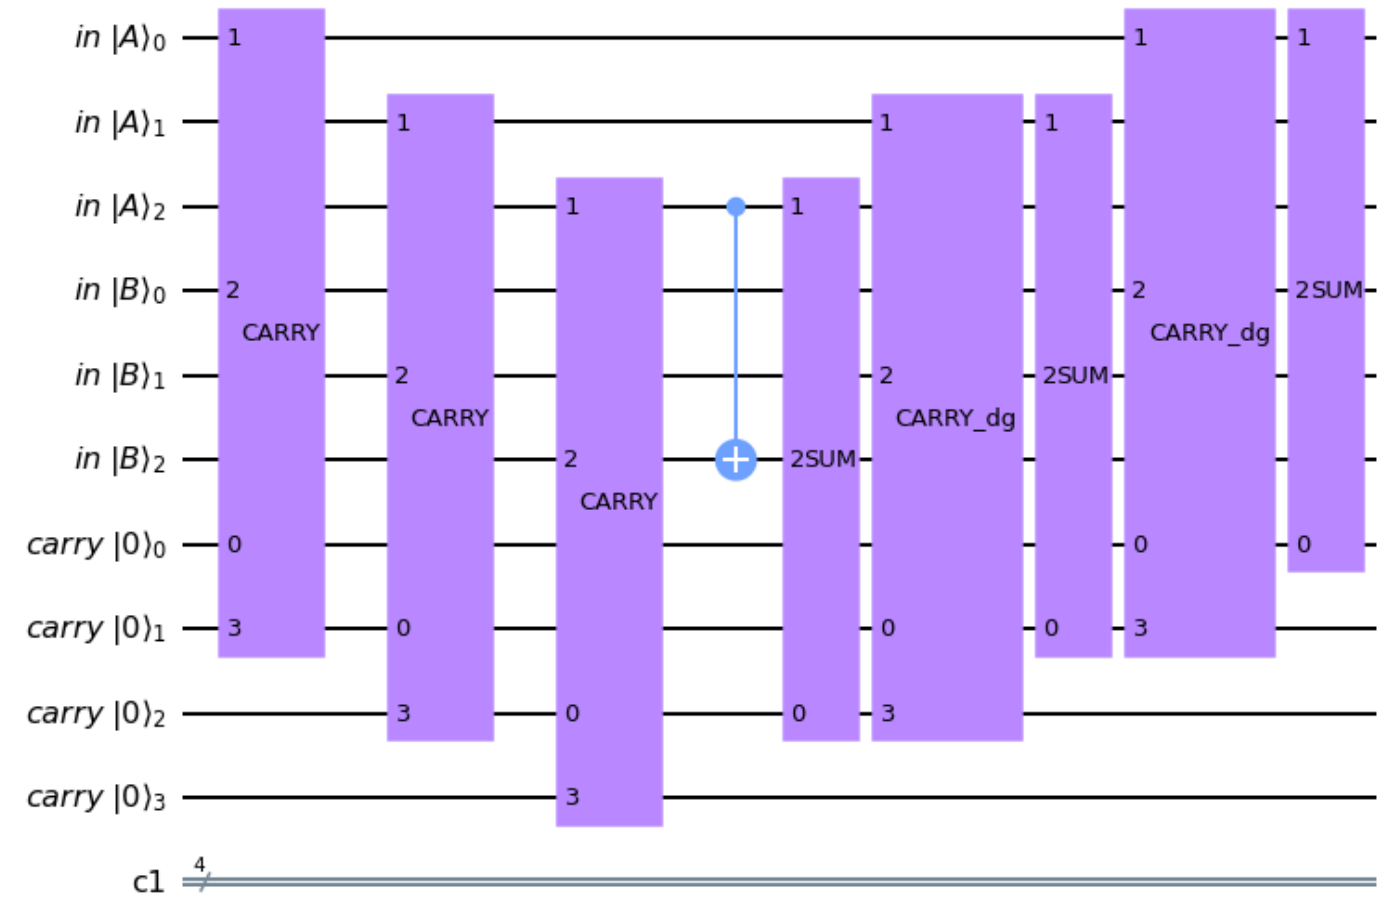 in |A⟩₀ 1 1 1
in |A⟩₁ 1 1 1
in |A⟩₂ 1 1
in |B⟩₀ 2 2 2SUM
CARRY CARRY_dg
in |B⟩₁ 2 2 2SUM
CARRY CARRY_dg
in |B⟩₂ 2 2SUM
CARRY
carry |0⟩₀ 0 0 0
carry |0⟩₁ 3 0 0 0 3
carry |0⟩₂ 3 0 0 3
carry |0⟩₃ 3
4
c1